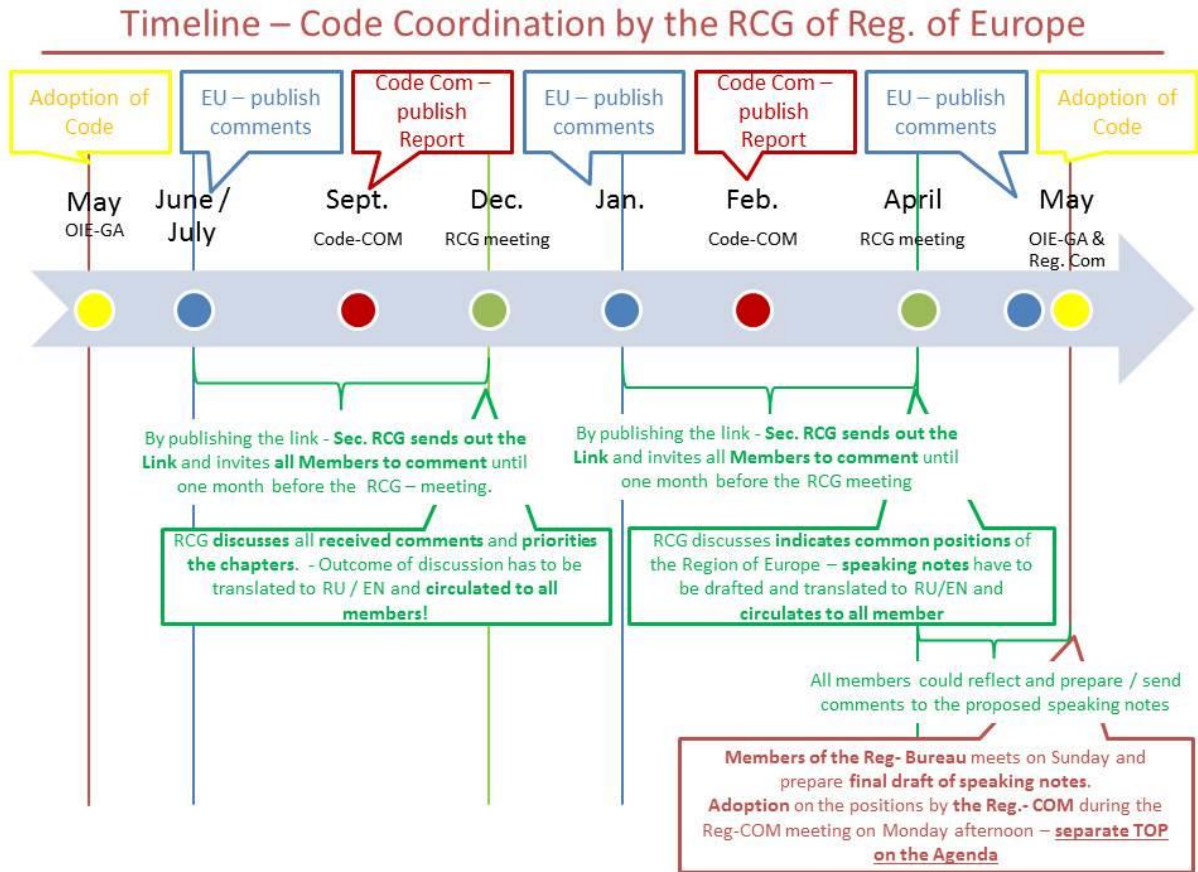 Timeline – Code Coordination by the RCG of Reg. of Europe
Adoption of
Code
EU – publish
comments
Code Com –
publish
Report
EU – publish
comments
Code Com –
publish
Report
EU – publish
comments
Adoption of
Code
May
OIE-GA
June /
July
Sept.
Code-COM
Dec.
RCG meeting
Jan.
Feb.
Code-COM
April
RCG meeting
May
OIE-GA &
Reg. Com
By publishing the link - Sec. RCG sends out the
Link and invites all Members to comment until
one month before the RCG – meeting.
By publishing the link - Sec. RCG sends out the
Link and invites all Members to comment until
one month before the RCG meeting
RCG discusses all received comments and priorities
the chapters. - Outcome of discussion has to be
translated to RU / EN and circulated to all
members!
RCG discusses indicates common positions of
the Region of Europe – speaking notes have to
be drafted and translated to RU/EN and
circulates to all member
All members could reflect and prepare / send
comments to the proposed speaking notes
Members of the Reg- Bureau meets on Sunday and
prepare final draft of speaking notes.
Adoption on the positions by the Reg.- COM during the
Reg-COM meeting on Monday afternoon – separate TOP
on the Agenda